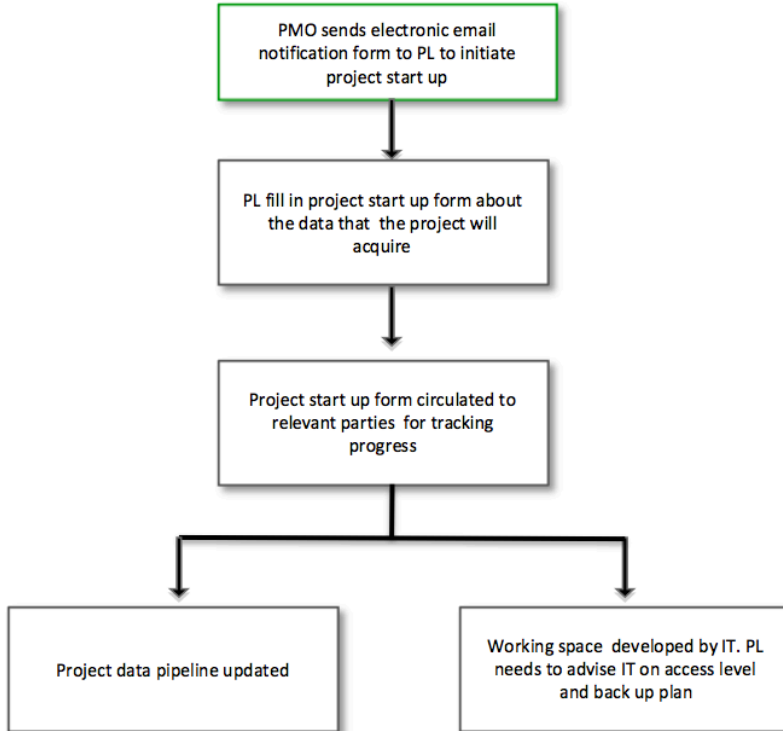 PMO sends electronic email
notification form to PL to initiate
project start up
PL fill in project start up form about
the data that the project will
acquire
Project start up form circulated to
relevant parties for tracking
progress
Project data pipeline updated
Working space developed by IT. PL
needs to advise IT on access level
and back up plan